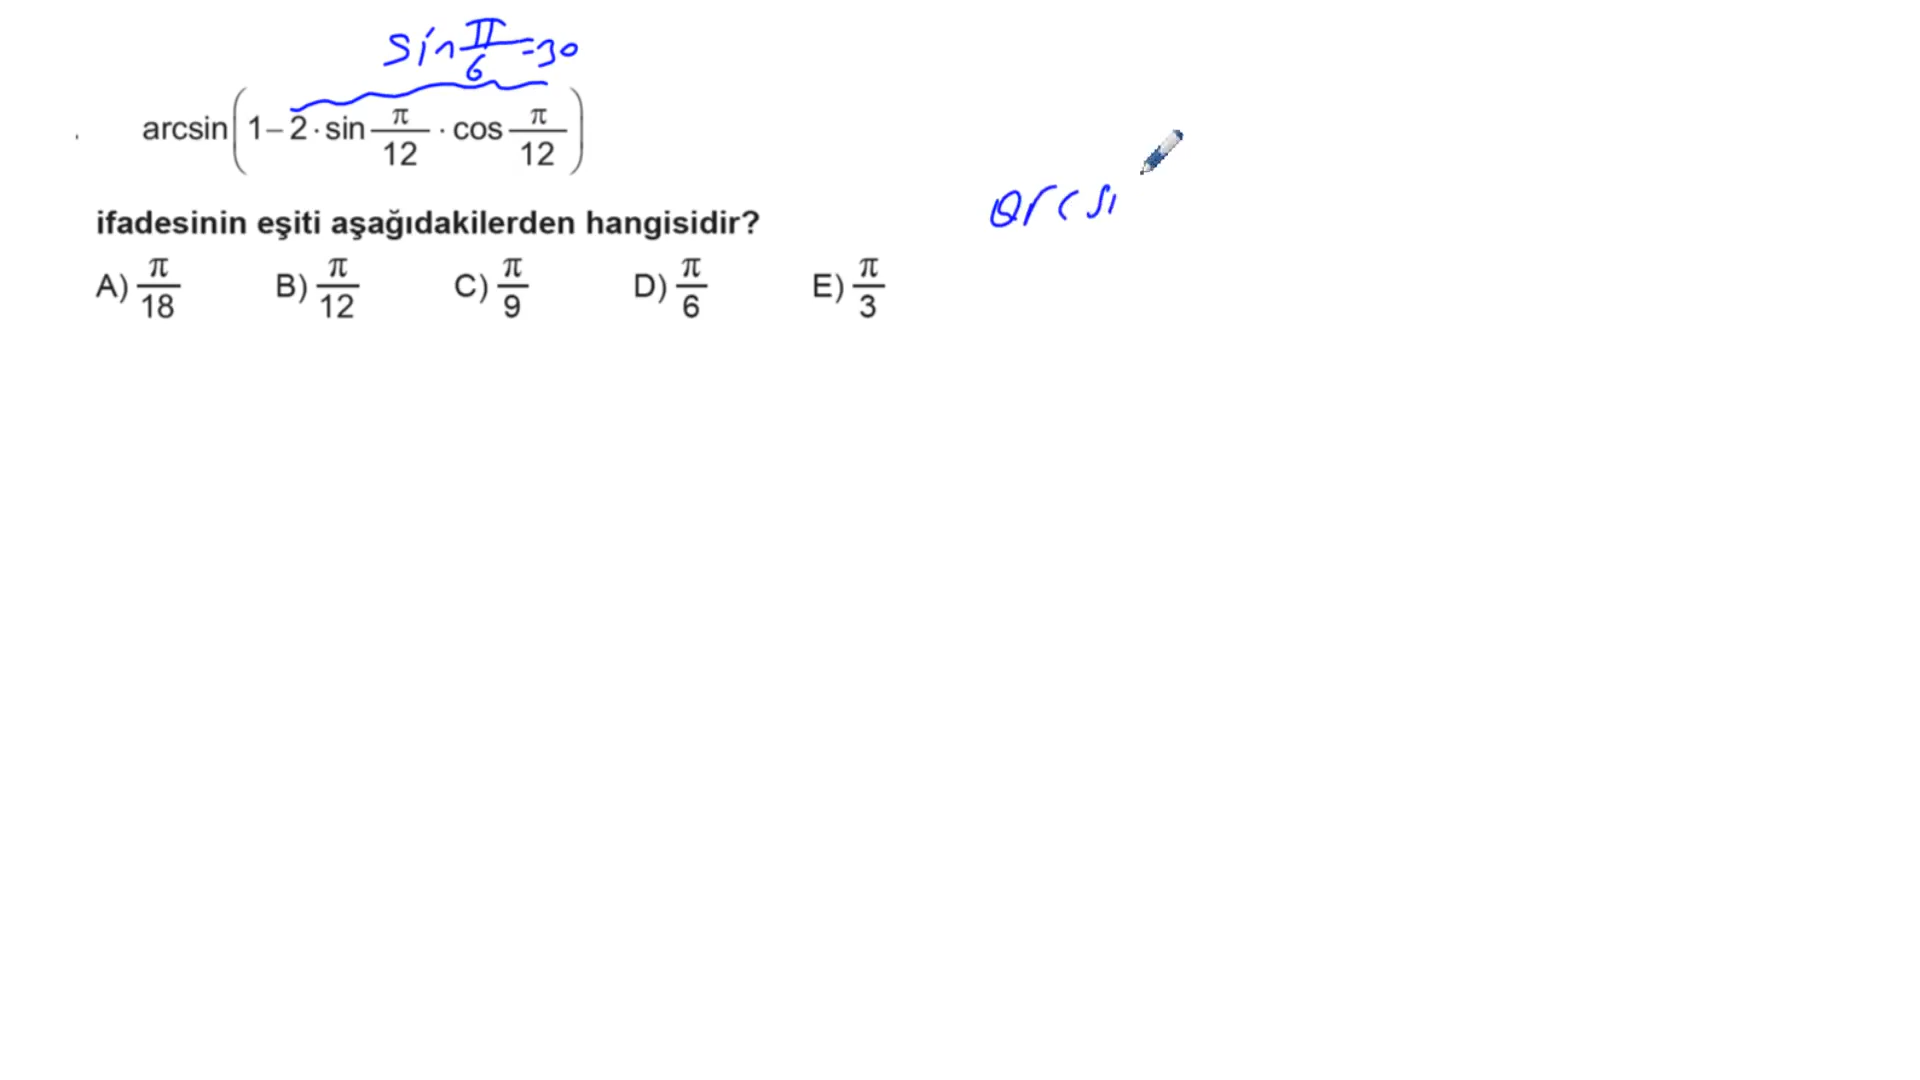 sin π/6 = 30
arcsin(1–2·sin π/12 · cos π/12)
ifadesinin eşiti aşağıdakilerden hangisidir?
A) π/18 B) π/12 C) π/9 D) π/6 E) π/3
arcsı